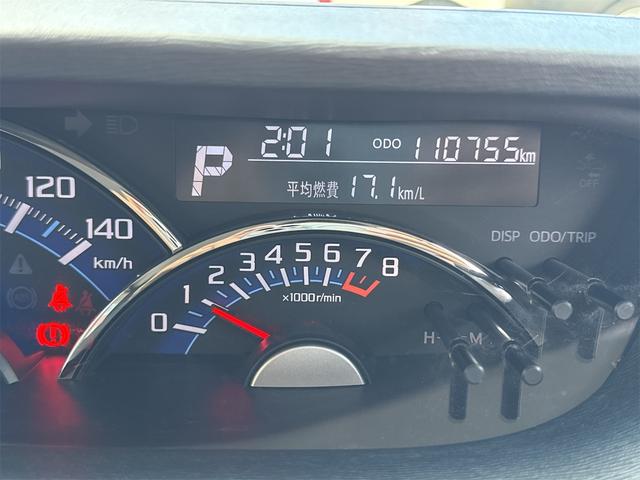 2:01 ODO 110755km
P
平均燃費 17.1km/L
120
140
km/h
0 1 2 3 4 5 6 7 8
×1000r/min
DISP ODO/TRIP
OFF
H M